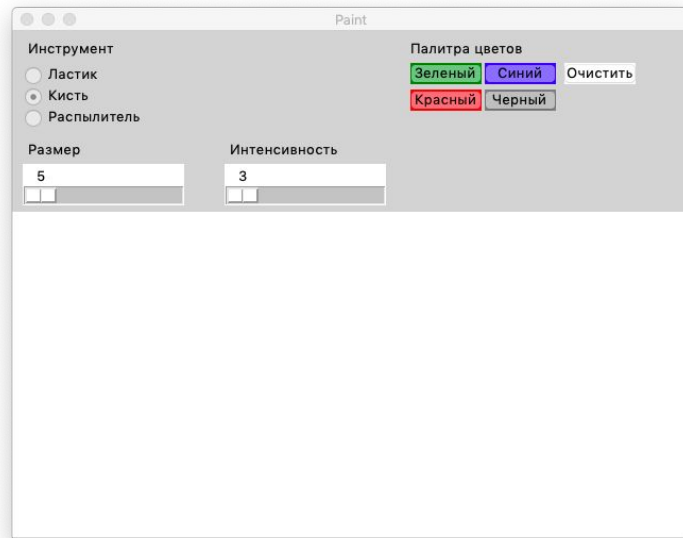 Paint
Инструмент
Ластик
Кисть
Распылитель
Палитра цветов
Зеленый Синий Очистить
Красный Черный
Размер
5
Интенсивность
3